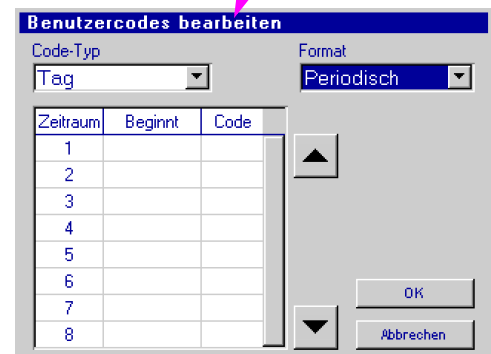 Benutzercodes bearbeiten
Code-Typ Format
Tag Periodisch
Zeitraum Beginnt Code
1
2
3
4
5
6
7
8
OK
Abbrechen